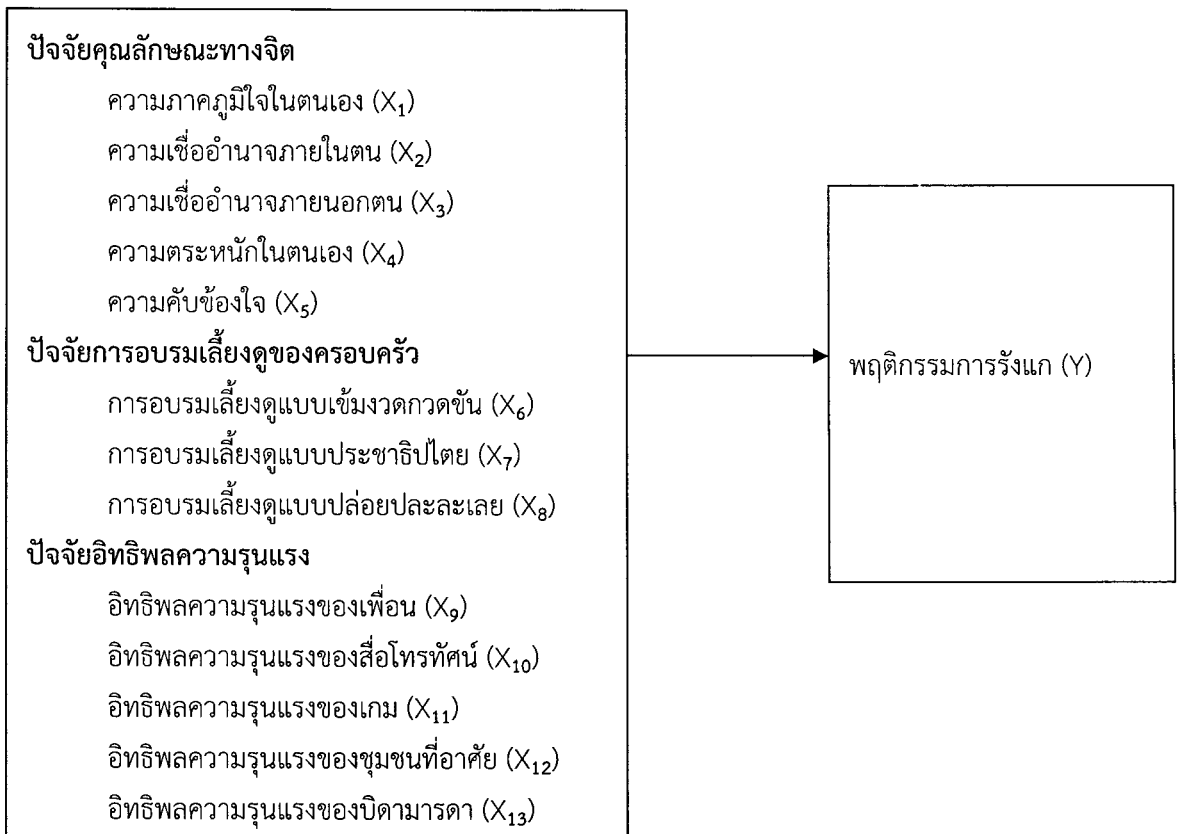 ปัจจัยคุณลักษณะทางจิต
ความภาคภูมิใจในตนเอง (X₁)
ความเชื่ออำนาจภายในตน (X₂)
ความเชื่ออำนาจภายนอกตน (X₃)
ความตระหนักในตนเอง (X₄)
ความคับข้องใจ (X₅)
ปัจจัยการอบรมเลี้ยงดูของครอบครัว
การอบรมเลี้ยงดูแบบเข้มงวดกวดขัน (X₆)
การอบรมเลี้ยงดูแบบประชาธิปไตย (X₇)
การอบรมเลี้ยงดูแบบปล่อยปละละเลย (X₈)
ปัจจัยอิทธิพลความรุนแรง
อิทธิพลความรุนแรงของเพื่อน (X₉)
อิทธิพลความรุนแรงของสื่อโทรทัศน์ (X₁₀)
อิทธิพลความรุนแรงของเกม (X₁₁)
อิทธิพลความรุนแรงของชุมชนที่อาศัย (X₁₂)
อิทธิพลความรุนแรงของบิดามารดา (X₁₃)
พฤติกรรมการรังแก (Y)